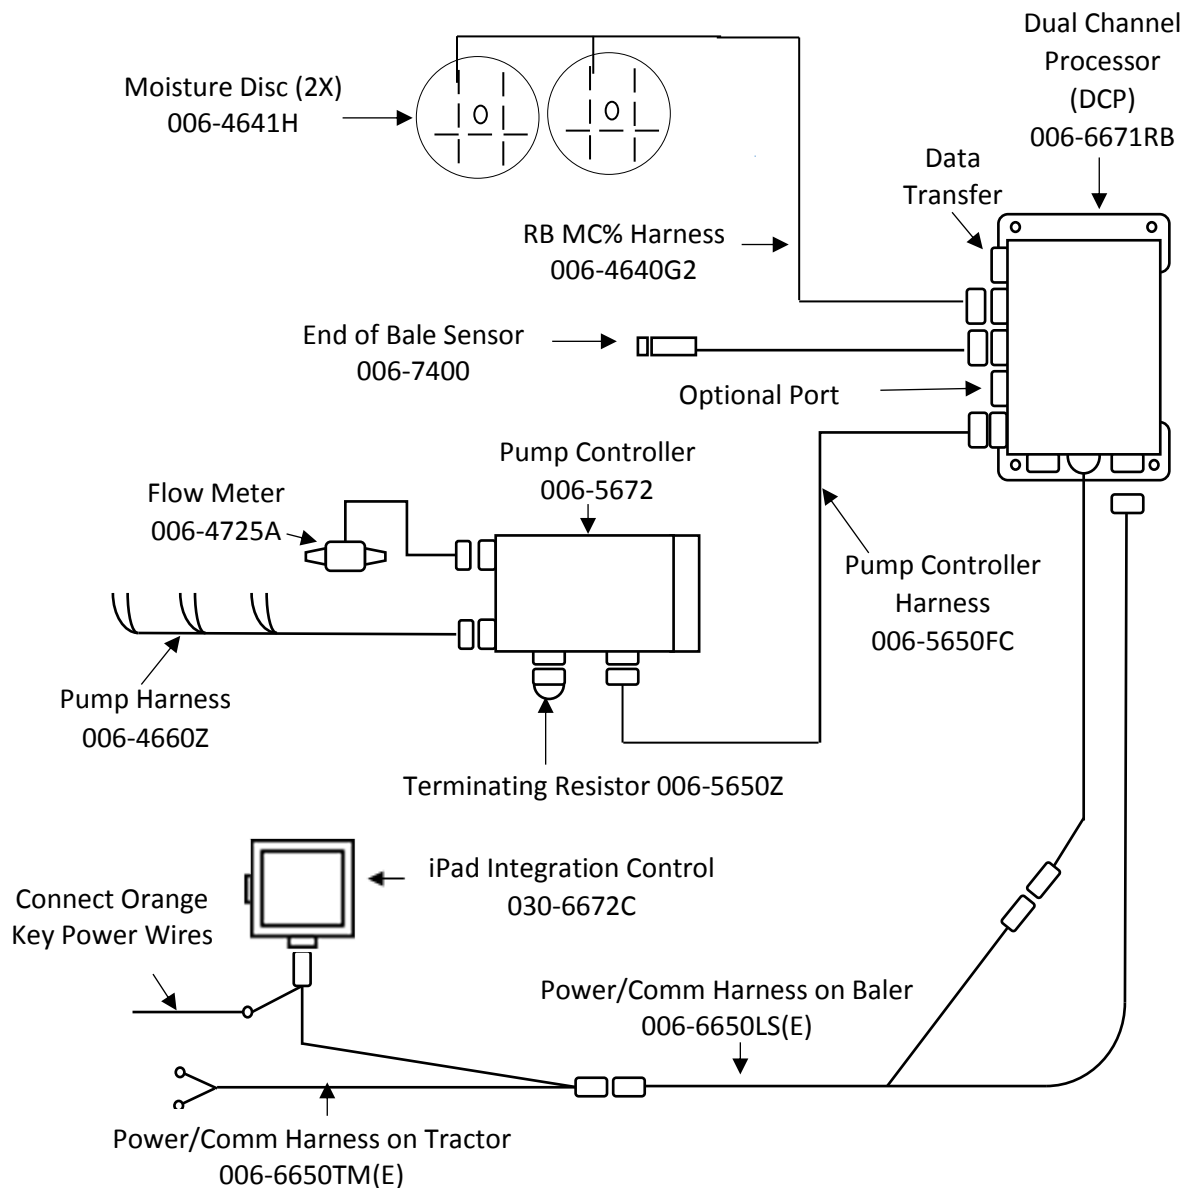 Dual Channel
Processor
(DCP)
006-6671RB
Moisture Disc (2X)
006-4641H
Data
Transfer
RB MC% Harness
006-4640G2
End of Bale Sensor
006-7400
Optional Port
Pump Controller
006-5672
Flow Meter
006-4725A
Pump Controller
Harness
006-5650FC
Pump Harness
006-4660Z
Terminating Resistor 006-5650Z
iPad Integration Control
030-6672C
Connect Orange
Key Power Wires
Power/Comm Harness on Baler
006-6650LS(E)
Power/Comm Harness on Tractor
006-6650TM(E)